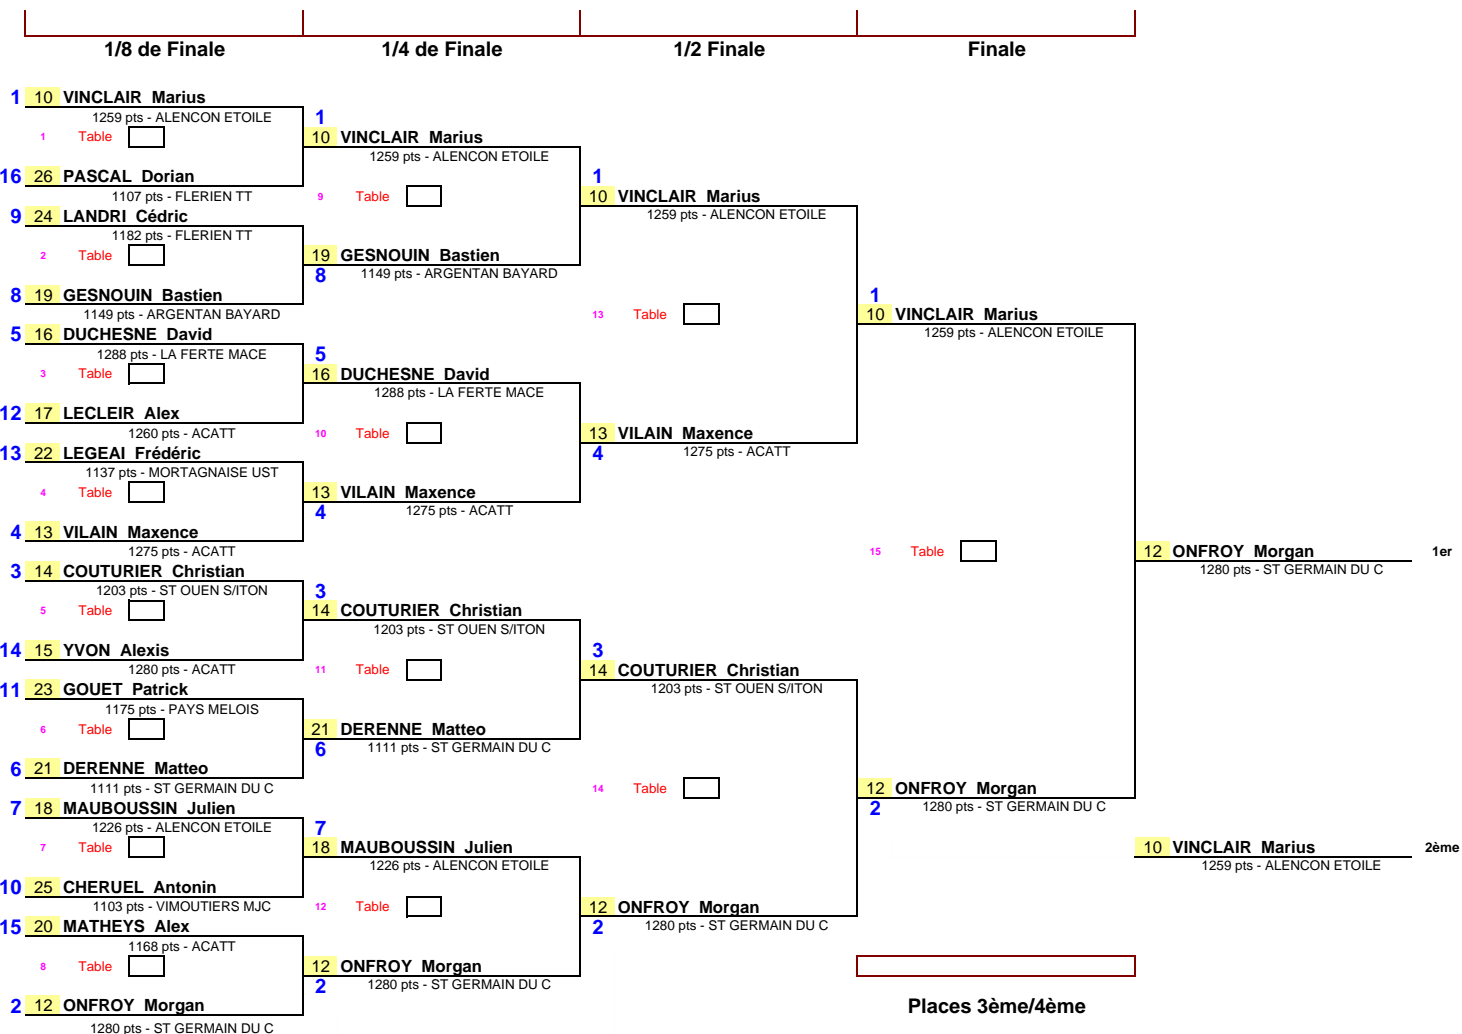 1/8 de Finale 1/4 de Finale 1/2 Finale Finale
1 10 VINCLAIR Marius
1259 pts - ALENCON ETOILE
1 Table
16 26 PASCAL Dorian
1107 pts - FLERIEN TT
9 24 LANDRI Cédric
1182 pts - FLERIEN TT
2 Table
8 19 GESNOUIN Bastien
1149 pts - ARGENTAN BAYARD
5 16 DUCHESNE David
1288 pts - LA FERTE MACE
3 Table
12 17 LECLEIR Alex
1260 pts - ACATT
13 22 LEGEAI Frédéric
1137 pts - MORTAGNAISE UST
4 Table
4 13 VILAIN Maxence
1275 pts - ACATT
3 14 COUTURIER Christian
1203 pts - ST OUEN S/ITON
5 Table
14 15 YVON Alexis
1280 pts - ACATT
11 23 GOUET Patrick
1175 pts - PAYS MELOIS
6 Table
6 21 DERENNE Matteo
1111 pts - ST GERMAIN DU C
7 18 MAUBOUSSIN Julien
1226 pts - ALENCON ETOILE
7 Table
10 25 CHERUEL Antonin
1103 pts - VIMOUTIERS MJC
15 20 MATHEYS Alex
1168 pts - ACATT
8 Table
2 12 ONFROY Morgan
1280 pts - ST GERMAIN DU C
1
10 VINCLAIR Marius
1259 pts - ALENCON ETOILE
9 Table
19 GESNOUIN Bastien
8 1149 pts - ARGENTAN BAYARD
5
16 DUCHESNE David
1288 pts - LA FERTE MACE
10 Table
13 VILAIN Maxence
4 1275 pts - ACATT
3
14 COUTURIER Christian
1203 pts - ST OUEN S/ITON
11 Table
21 DERENNE Matteo
6 1111 pts - ST GERMAIN DU C
7
18 MAUBOUSSIN Julien
1226 pts - ALENCON ETOILE
12 Table
12 ONFROY Morgan
2 1280 pts - ST GERMAIN DU C
1
10 VINCLAIR Marius
1259 pts - ALENCON ETOILE
13 Table
13 VILAIN Maxence
4 1275 pts - ACATT
3
14 COUTURIER Christian
1203 pts - ST OUEN S/ITON
14 Table
12 ONFROY Morgan
2 1280 pts - ST GERMAIN DU C
1
10 VINCLAIR Marius
1259 pts - ALENCON ETOILE
15 Table
12 ONFROY Morgan
2 1280 pts - ST GERMAIN DU C
12 ONFROY Morgan 1er
1280 pts - ST GERMAIN DU C
10 VINCLAIR Marius 2ème
1259 pts - ALENCON ETOILE
Places 3ème/4ème